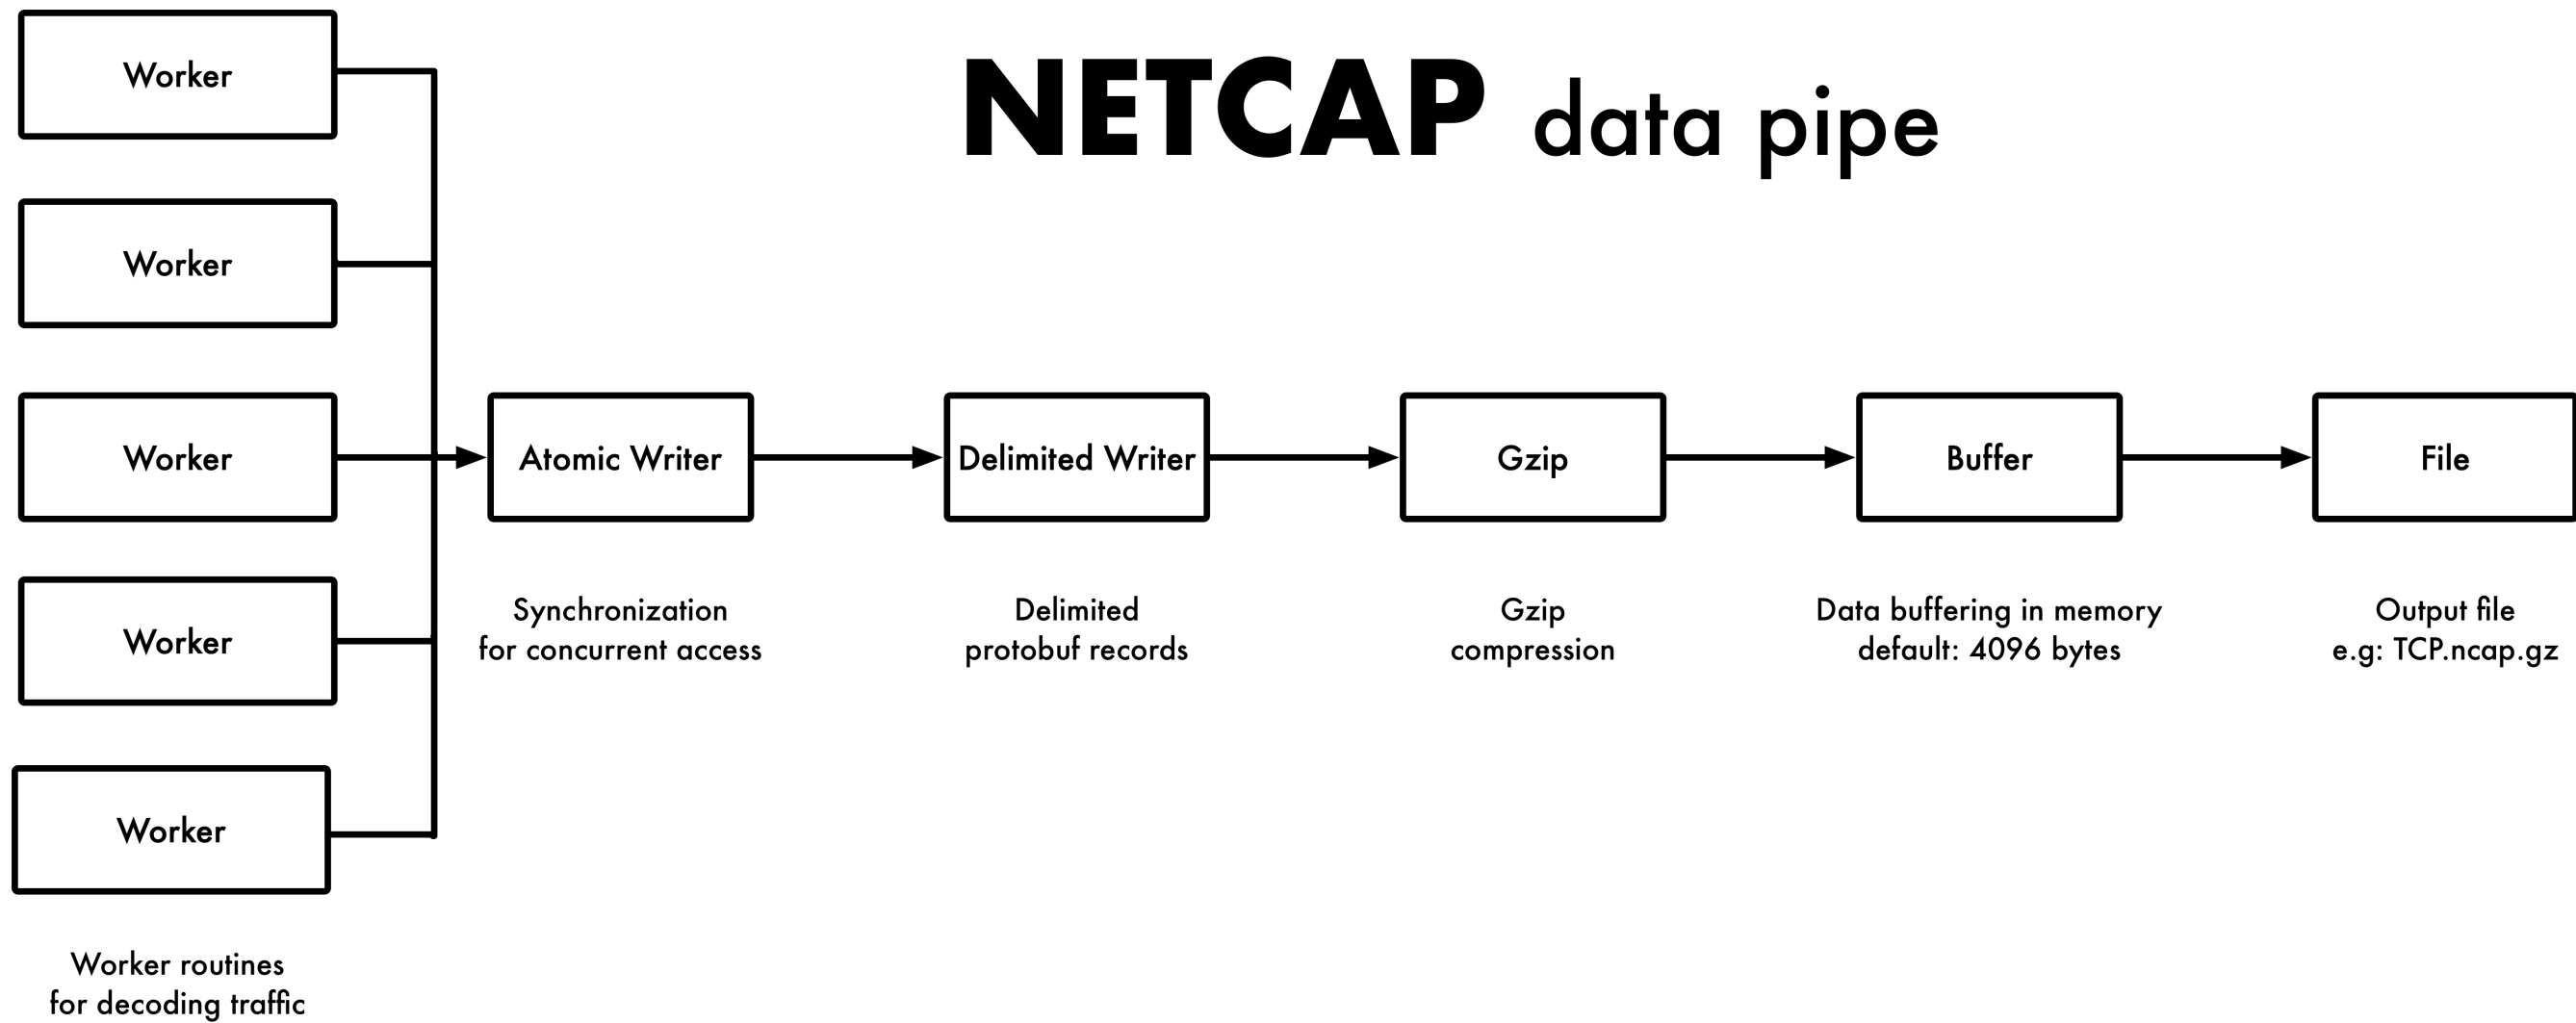 NETCAP data pipe
Worker
Worker
Worker
Worker
Worker
Worker routines
for decoding traffic
Atomic Writer
Synchronization
for concurrent access
Delimited Writer
Delimited
protobuf records
Gzip
Gzip
compression
Buffer
Data buffering in memory
default: 4096 bytes
File
Output file
e.g: TCP.ncap.gz